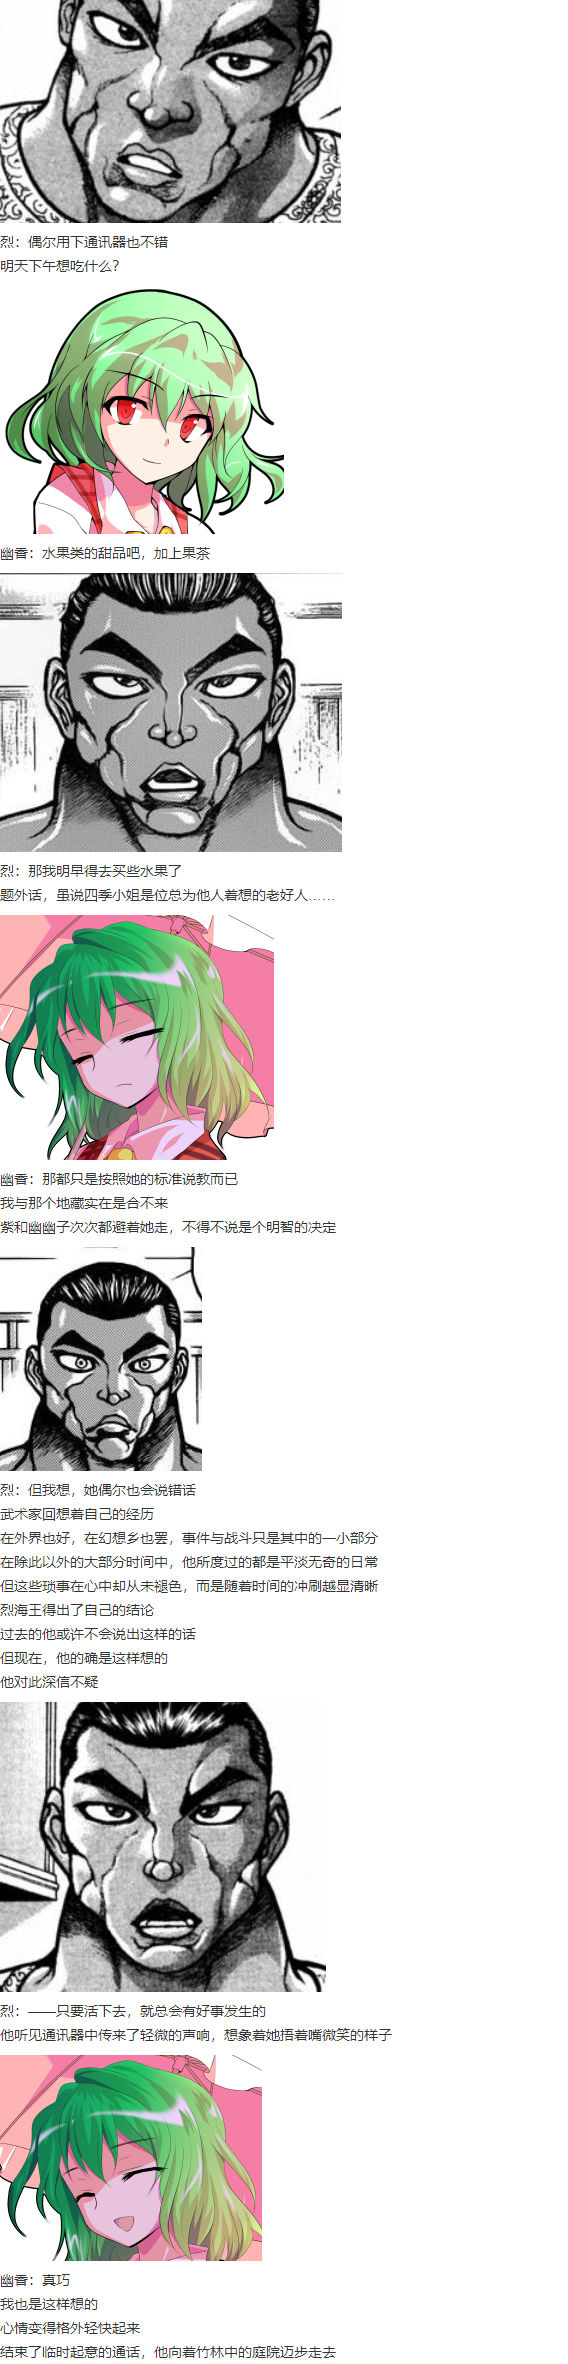 烈：偶尔用下通讯器也不错
明天下午想吃什么？
幽香：水果类的甜品吧，加上果茶
烈：那我明早得去买些水果了
题外话，虽说四季小姐是位总为他人着想的老好人……
幽香：那都只是按照她的标准说教而已
我与那个地藏实在是合不来
紫和幽幽子次次都避着她走，不得不说是个明智的决定
烈：但我想，她偶尔也会说错话
武术家回想着自己的经历
在外界也好，在幻想乡也罢，事件与战斗只是其中的一小部分
在除此以外的大部分时间中，他所度过的都是平淡无奇的日常
但这些琐事在心中却从未褪色，而是随着时间的冲刷越显清晰
烈海王得出了自己的结论
过去的他或许不会说出这样的话
但现在，他的确是这样想的
他对此深信不疑
烈：——只要活下去，就总会有好事发生的
他听见通讯器中传来了轻微的声响，想象着她捂着嘴微笑的样子
幽香：真巧
我也是这样想的
心情变得格外轻快起来
结束了临时起意的通话，他向着竹林中的庭院迈步走去